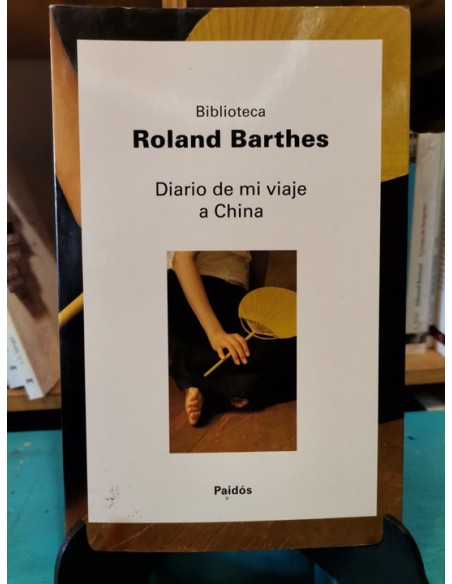 Biblioteca
Roland Barthes
Diario de mi viaje
a China
Paidós